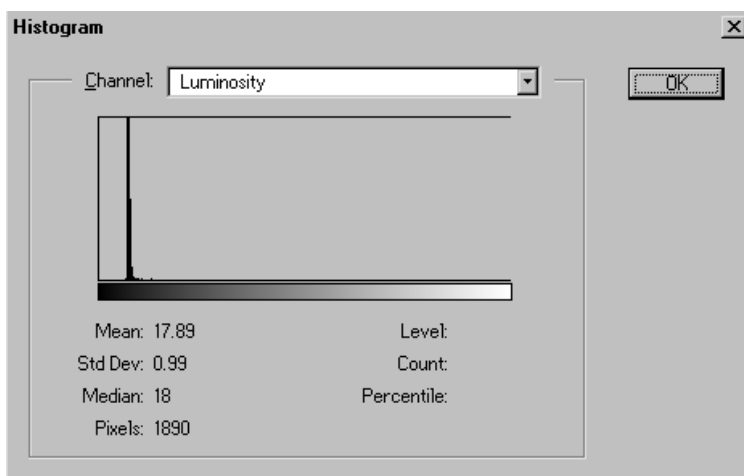 Histogram
Channel: Luminosity
OK
Mean: 17.89 Level:
Std Dev: 0.99 Count:
Median: 18 Percentile:
Pixels: 1890